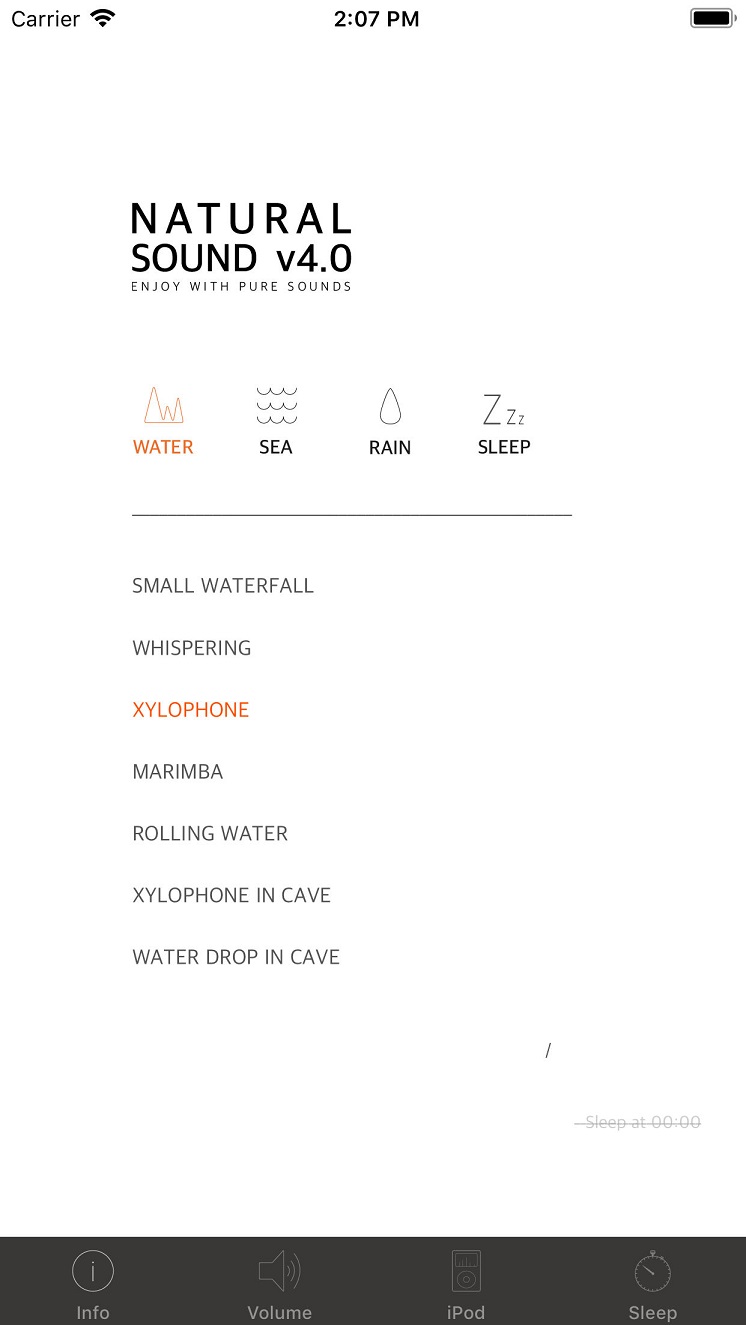 Carrier 2:07 PM
NATURAL
SOUND v4.0
ENJOY WITH PURE SOUNDS
Zzz
WATER SEA RAIN SLEEP
SMALL WATERFALL
WHISPERING
XYLOPHONE
MARIMBA
ROLLING WATER
XYLOPHONE IN CAVE
WATER DROP IN CAVE
/
Sleep at 00:00
Info Volume iPod Sleep